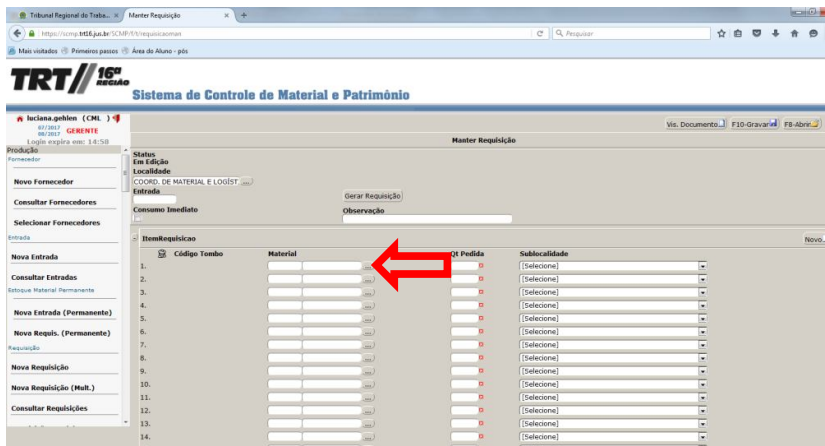 Tribunal Regional do Traba... × Manter Requisição × +
https://scmp.trt16.jus.br/SCMP/f/t/requisicaoman Pesquisar
Mais visitados Primeiros passos Área do Aluno - pós
TRT 16ª REGIÃO
Sistema de Controle de Material e Patrimônio
luciana.gehlen (CML )
07/2017
08/2017 GERENTE
Login expira em: 14:50
Vis. Documento F10-Gravar F8-Abrir
Manter Requisição
Produção
Fornecedor
Novo Fornecedor
Consultar Fornecedores
Selecionar Fornecedores
Entrada
Nova Entrada
Consultar Entradas
Estoque Material Permanente
Nova Entrada (Permanente)
Nova Requis. (Permanente)
Requisição
Nova Requisição
Nova Requisição (Mult.)
Consultar Requisições
Status
Em Edição
Localidade
COORD. DE MATERIAL E LOGÍST ...
Entrada
Gerar Requisição
Consumo Imediato Observação
ItemRequisicao Novo
Código Tombo Material Qt Pedida Sublocalidade
1. ... [Selecione]
2. ... [Selecione]
3. ... [Selecione]
4. ... [Selecione]
5. ... [Selecione]
6. ... [Selecione]
7. ... [Selecione]
8. ... [Selecione]
9. ... [Selecione]
10. ... [Selecione]
11. ... [Selecione]
12. ... [Selecione]
13. ... [Selecione]
14. ... [Selecione]